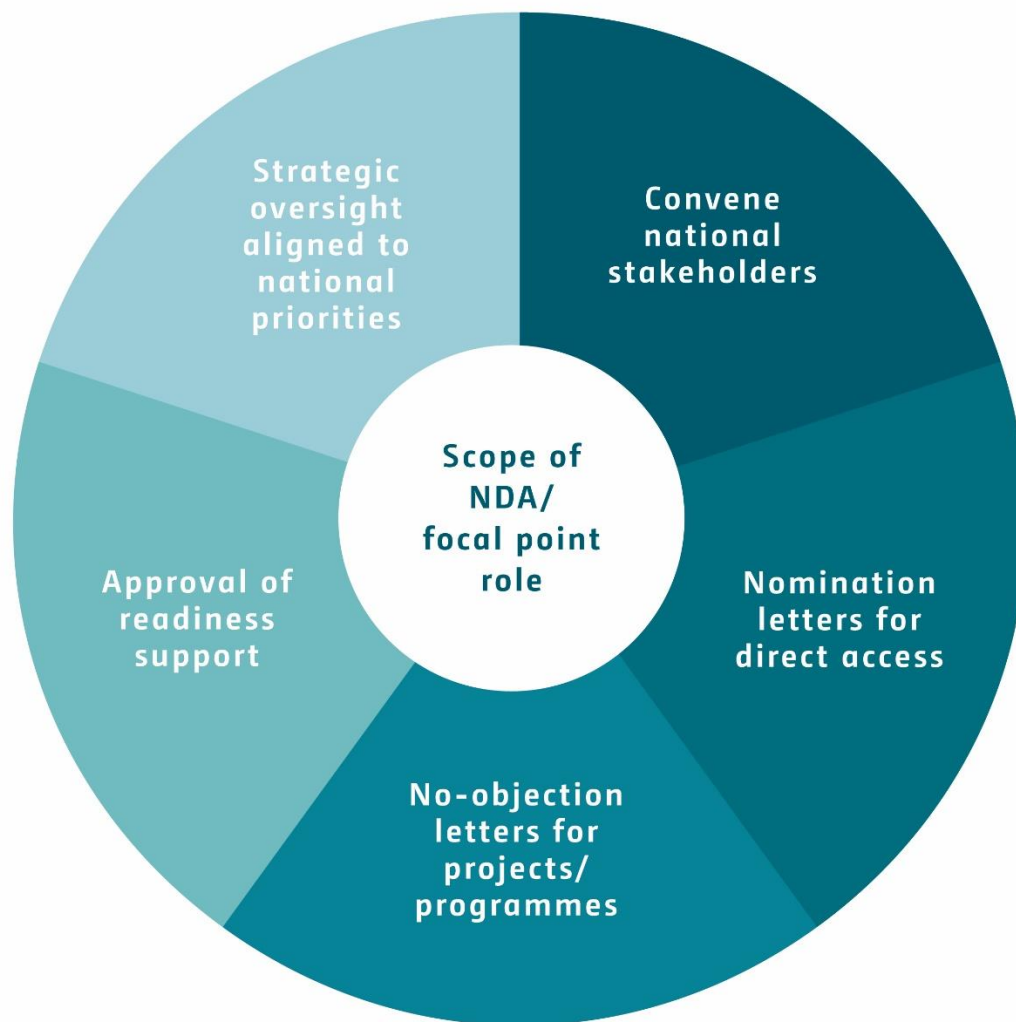 Strategic
oversight
aligned to
national
priorities
Convene
national
stakeholders
Scope of
NDA/
focal point
role
Approval of
readiness
support
Nomination
letters for
direct access
No-objection
letters for
projects/
programmes